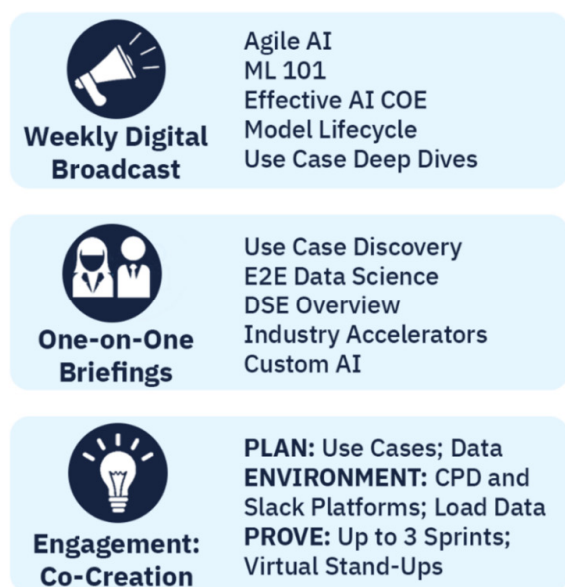 Weekly Digital
Broadcast
Agile AI
ML 101
Effective AI COE
Model Lifecycle
Use Case Deep Dives
One-on-One
Briefings
Use Case Discovery
E2E Data Science
DSE Overview
Industry Accelerators
Custom AI
Engagement:
Co-Creation
PLAN: Use Cases; Data
ENVIRONMENT: CPD and
Slack Platforms; Load Data
PROVE: Up to 3 Sprints;
Virtual Stand-Ups